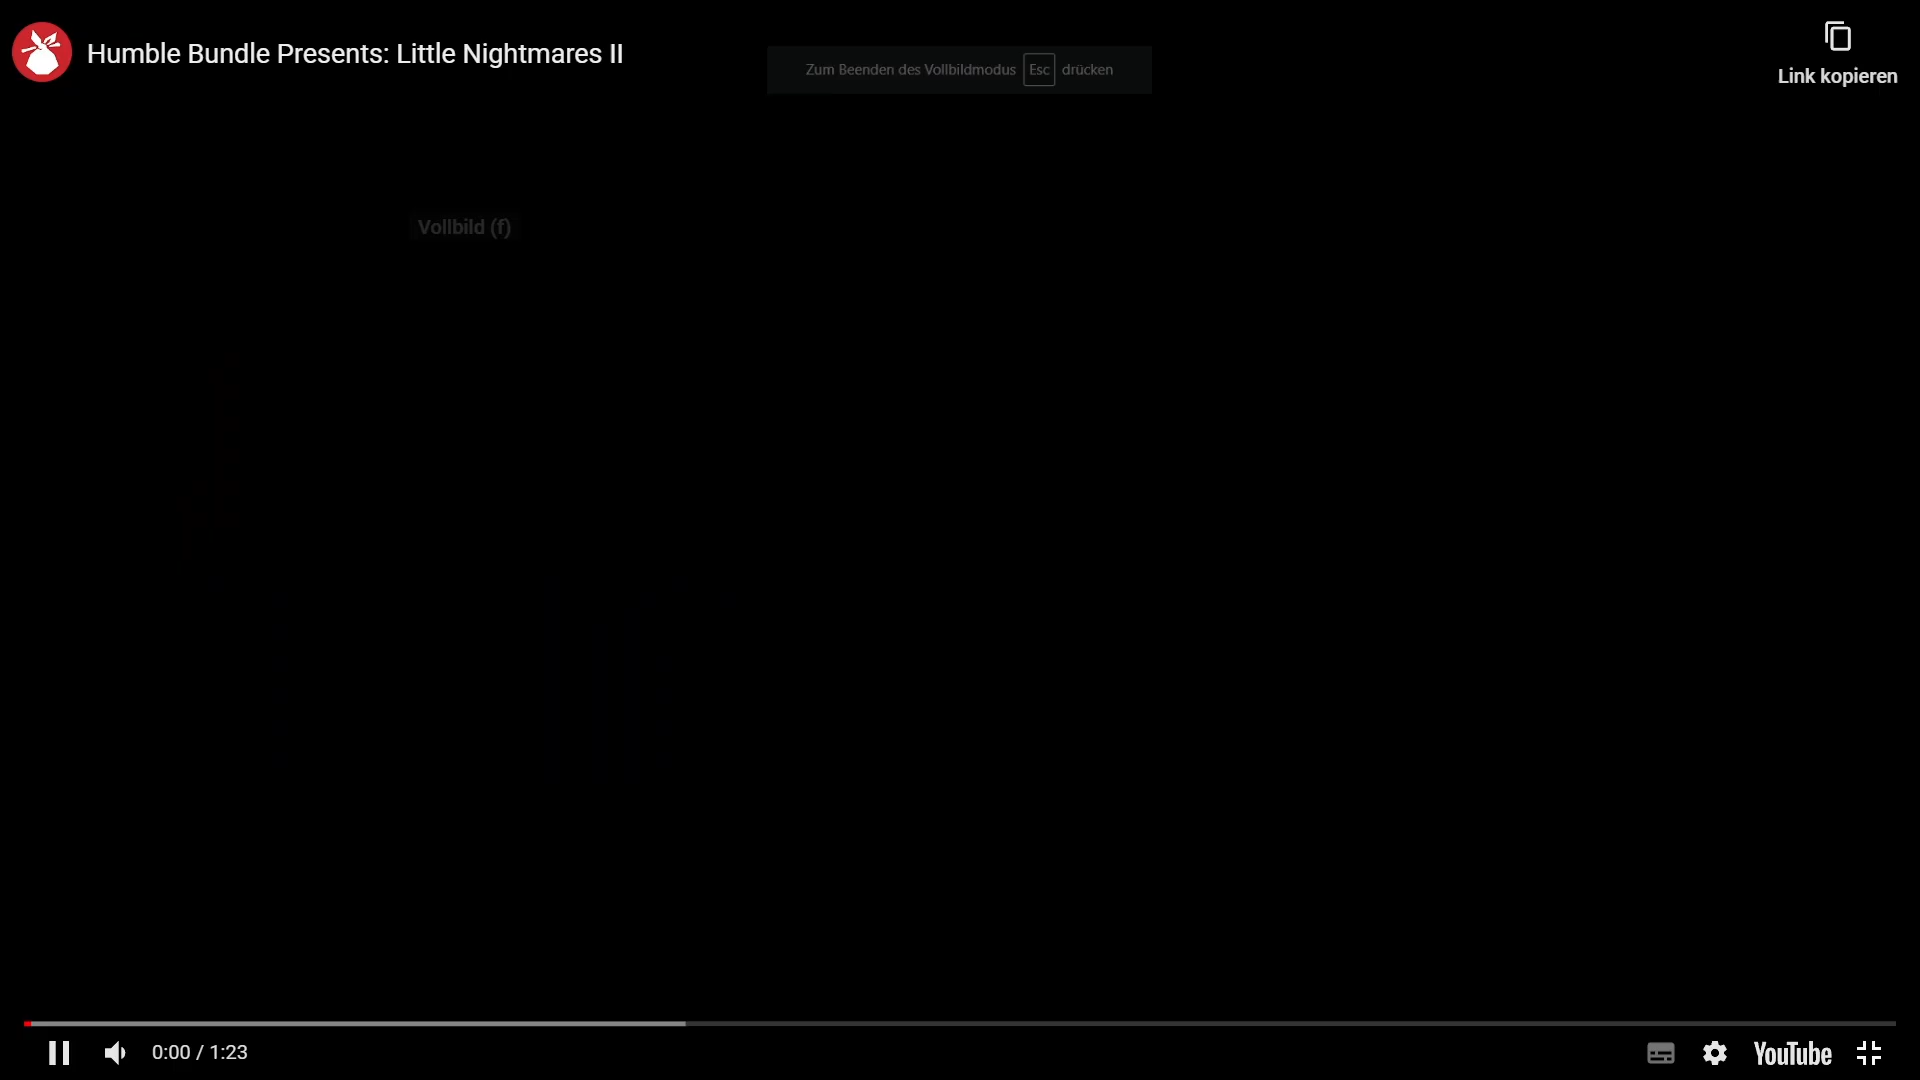 Humble Bundle Presents: Little Nightmares II
Zum Beenden des Vollbildmodus Esc drücken
Link kopieren
Vollbild (f)
0:00 / 1:23
YouTube